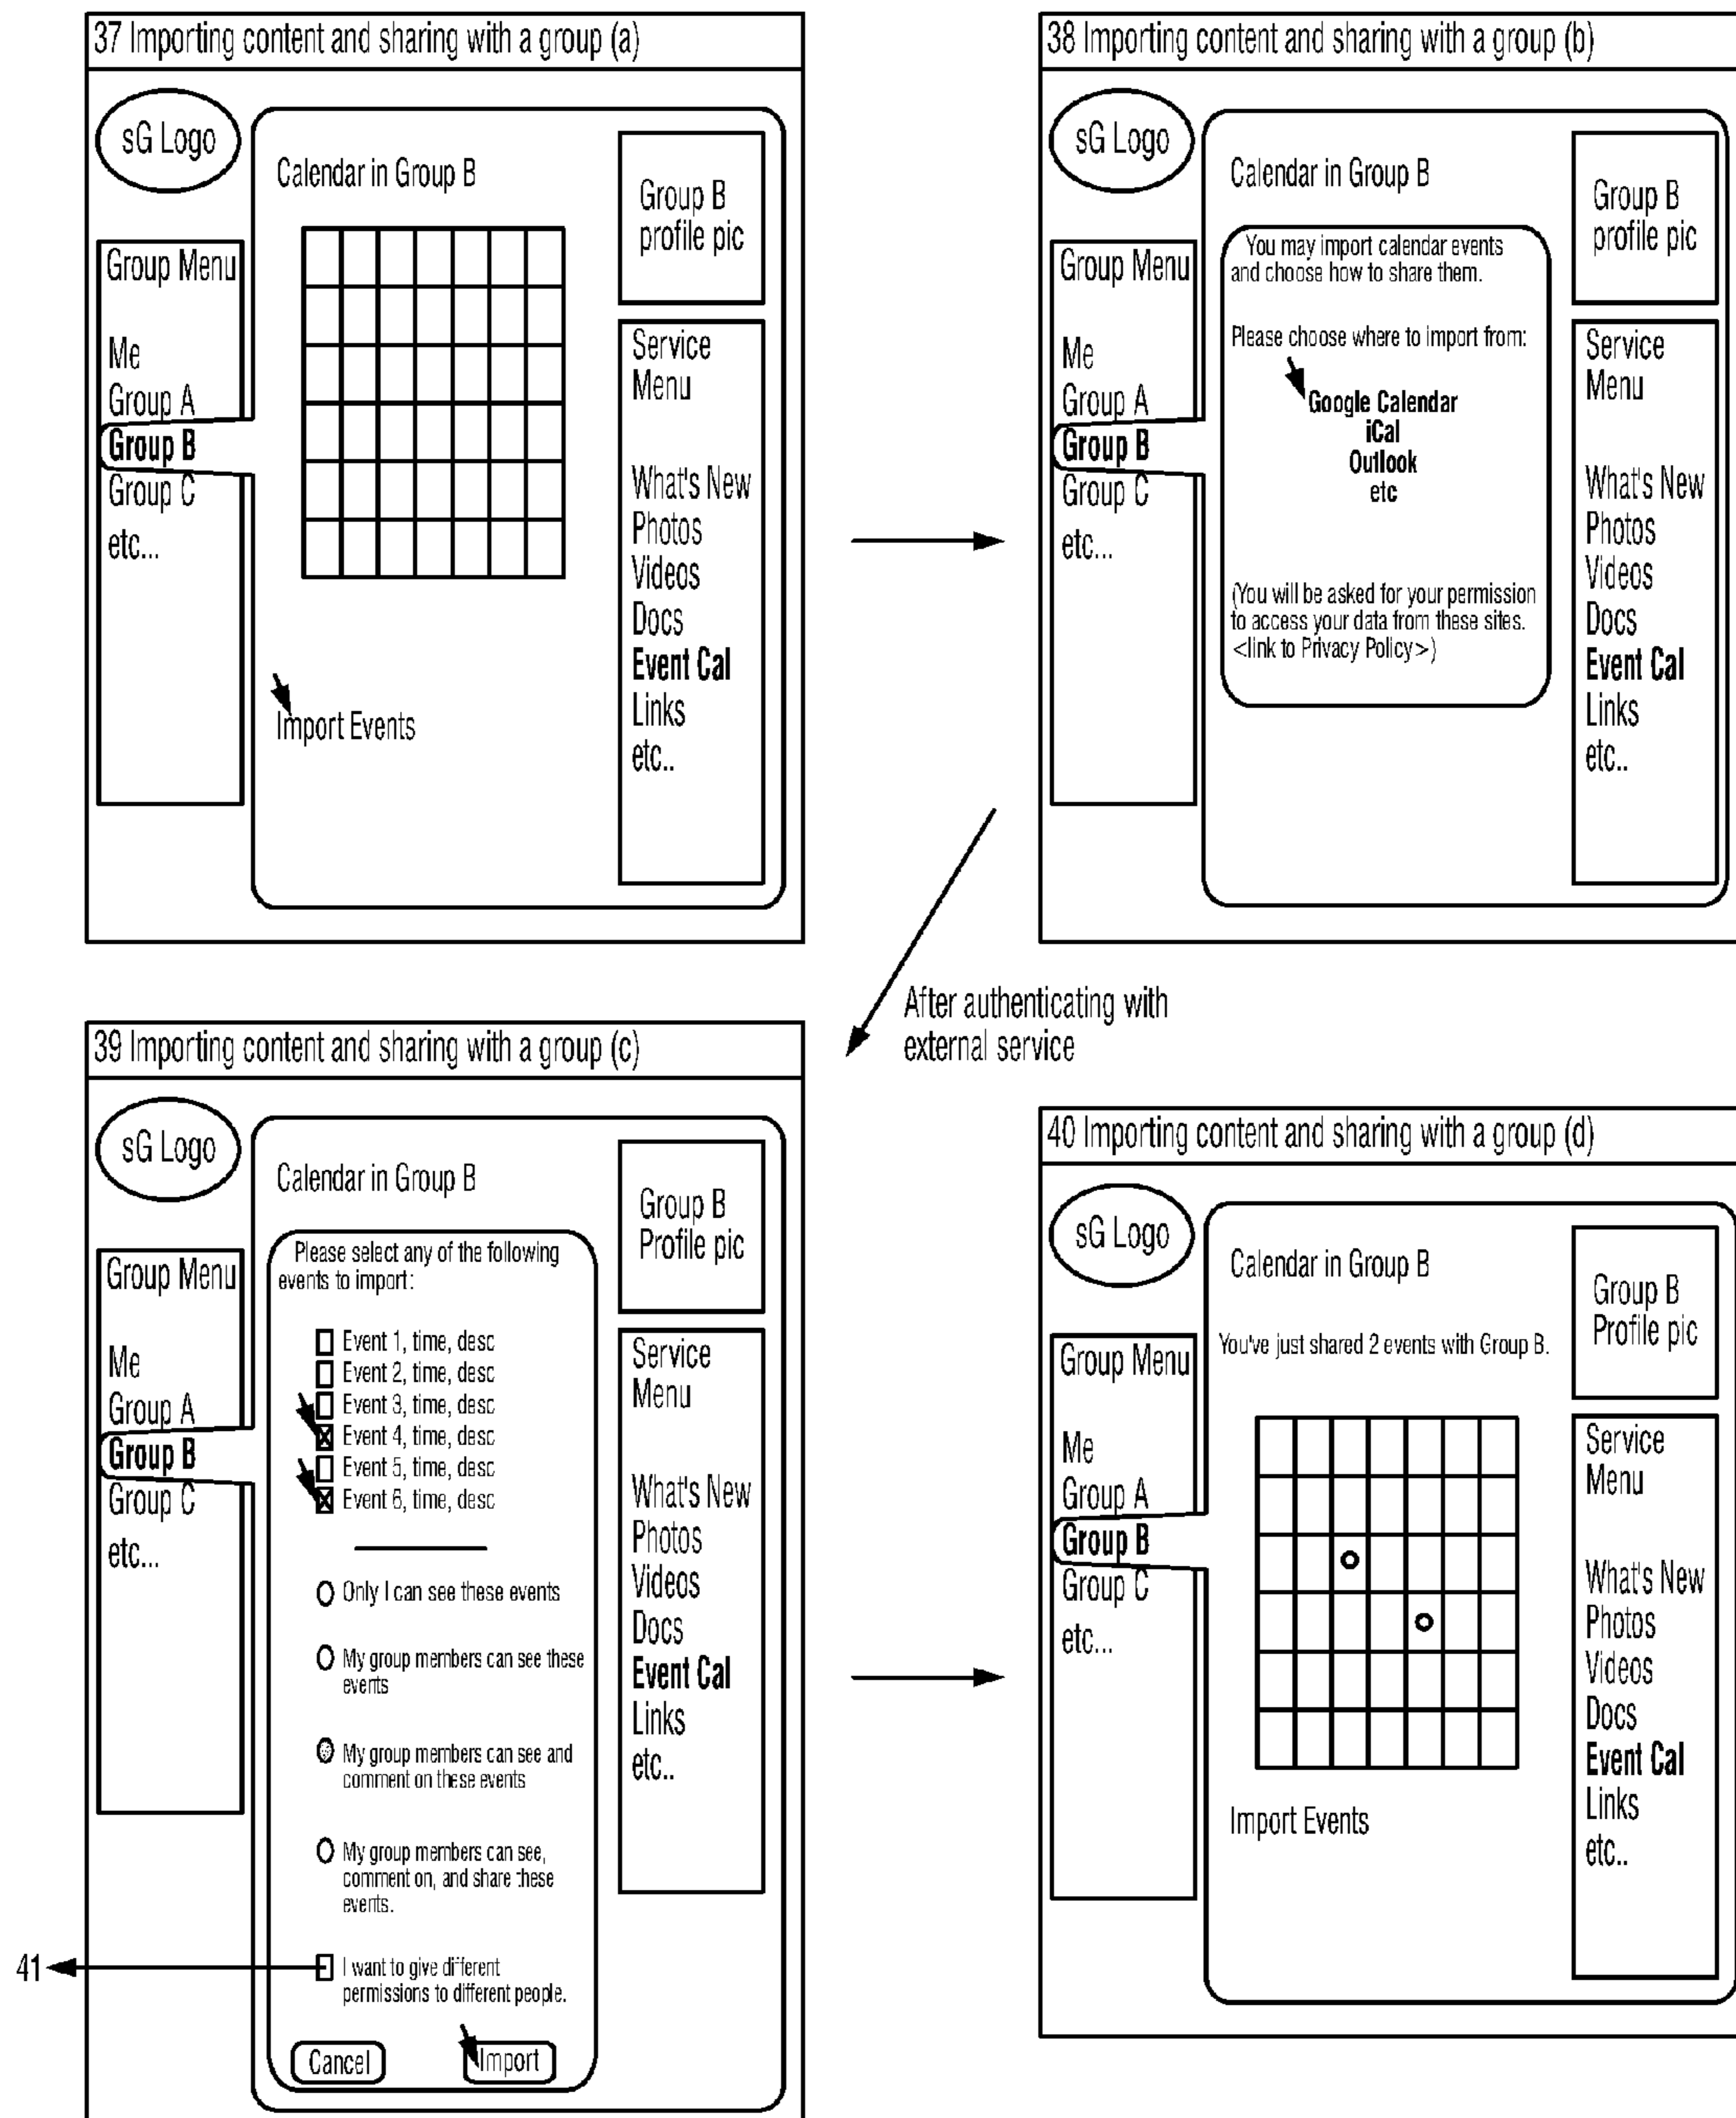 37 Importing content and sharing with a group (a)
sG Logo
Group Menu
Me
Group A
Group B
Group C
etc...
Calendar in Group B
Import Events
Group B
profile pic
Service
Menu
What's New
Photos
Videos
Docs
Event Cal
Links
etc..
38 Importing content and sharing with a group (b)
sG Logo
Group Menu
Me
Group A
Group B
Group C
etc...
Calendar in Group B
You may import calendar events
and choose how to share them.
Please choose where to import from:
Google Calendar
iCal
Outlook
etc
(You will be asked for your permission
to access your data from these sites.
<link to Privacy Policy>)
Group B
profile pic
Service
Menu
What's New
Photos
Videos
Docs
Event Cal
Links
etc..
After authenticating with
external service
39 Importing content and sharing with a group (c)
sG Logo
Group Menu
Me
Group A
Group B
Group C
etc...
Calendar in Group B
Please select any of the following
events to import:
Event 1, time, desc
Event 2, time, desc
Event 3, time, desc
Event 4, time, desc
Event 5, time, desc
Event 6, time, desc
Only I can see these events
My group members can see these
events
My group members can see and
comment on these events
My group members can see,
comment on, and share these
events.
41
I want to give different
permissions to different people.
Cancel
Import
Group B
Profile pic
Service
Menu
What's New
Photos
Videos
Docs
Event Cal
Links
etc..
40 Importing content and sharing with a group (d)
sG Logo
Group Menu
Me
Group A
Group B
Group C
etc...
Calendar in Group B
You've just shared 2 events with Group B.
Import Events
Group B
Profile pic
Service
Menu
What's New
Photos
Videos
Docs
Event Cal
Links
etc..